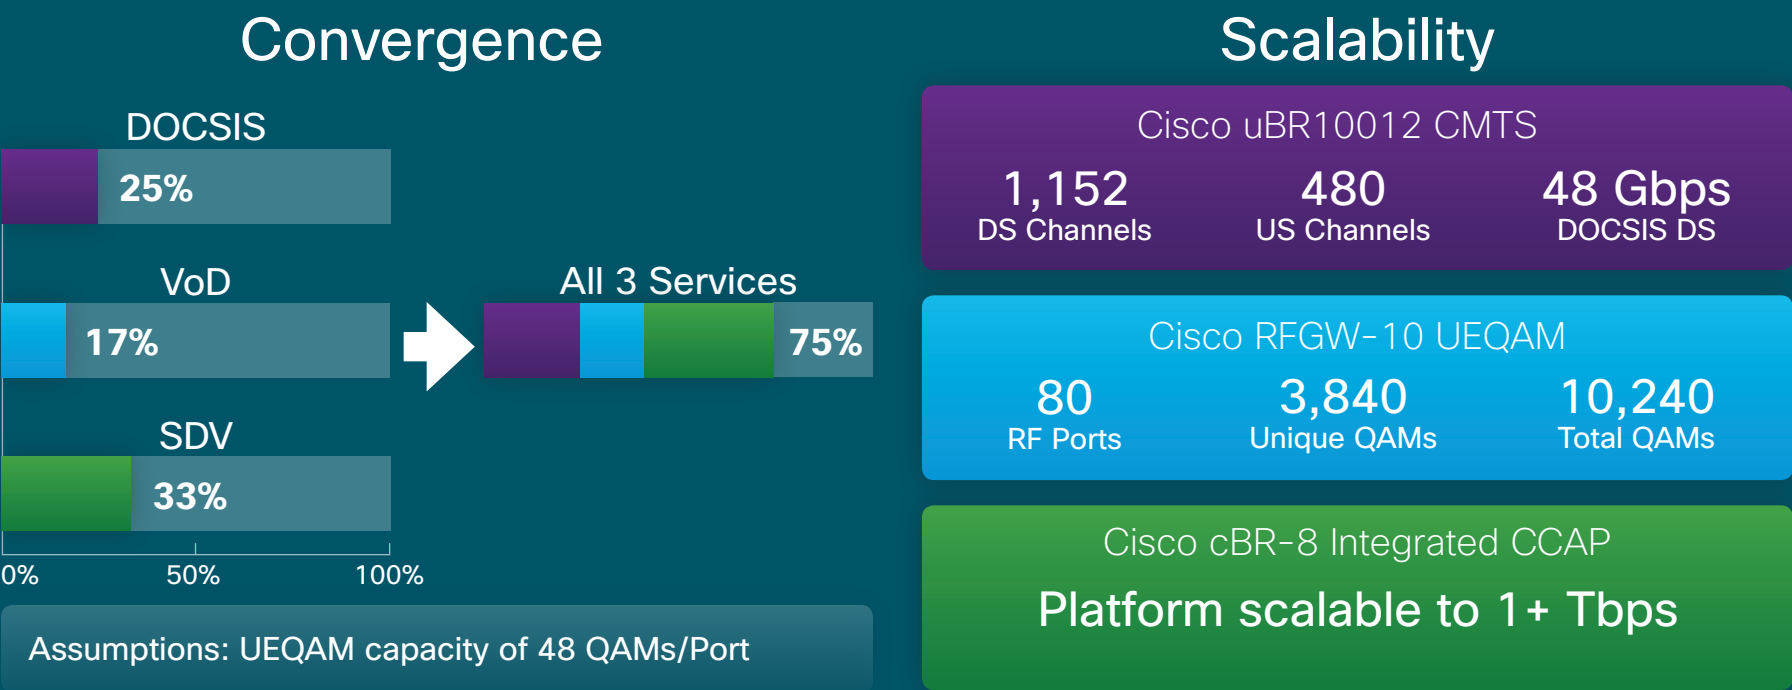 Convergence
DOCSIS
25%
VoD
17%
All 3 Services
75%
SDV
33%
0% 50% 100%
Assumptions: UEQAM capacity of 48 QAMs/Port
Scalability
Cisco uBR10012 CMTS
1,152 480 48 Gbps
DS Channels US Channels DOCSIS DS
Cisco RFGW-10 UEQAM
80 3,840 10,240
RF Ports Unique QAMs Total QAMs
Cisco cBR-8 Integrated CCAP
Platform scalable to 1+ Tbps